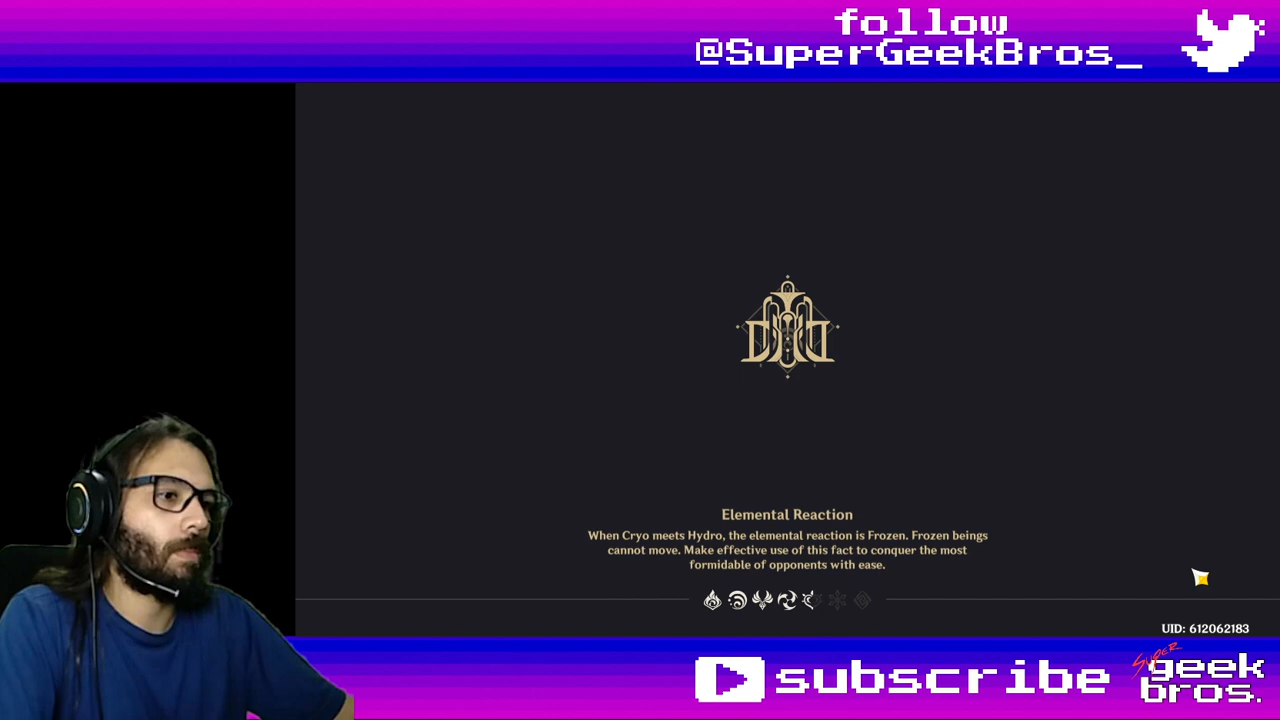 follow
@SuperGeekBros_
Elemental Reaction
When Cryo meets Hydro, the elemental reaction is Frozen. Frozen beings
cannot move. Make effective use of this fact to conquer the most
formidable of opponents with ease.
UID: 612062183
subscribe
SUPER
geek
bros.